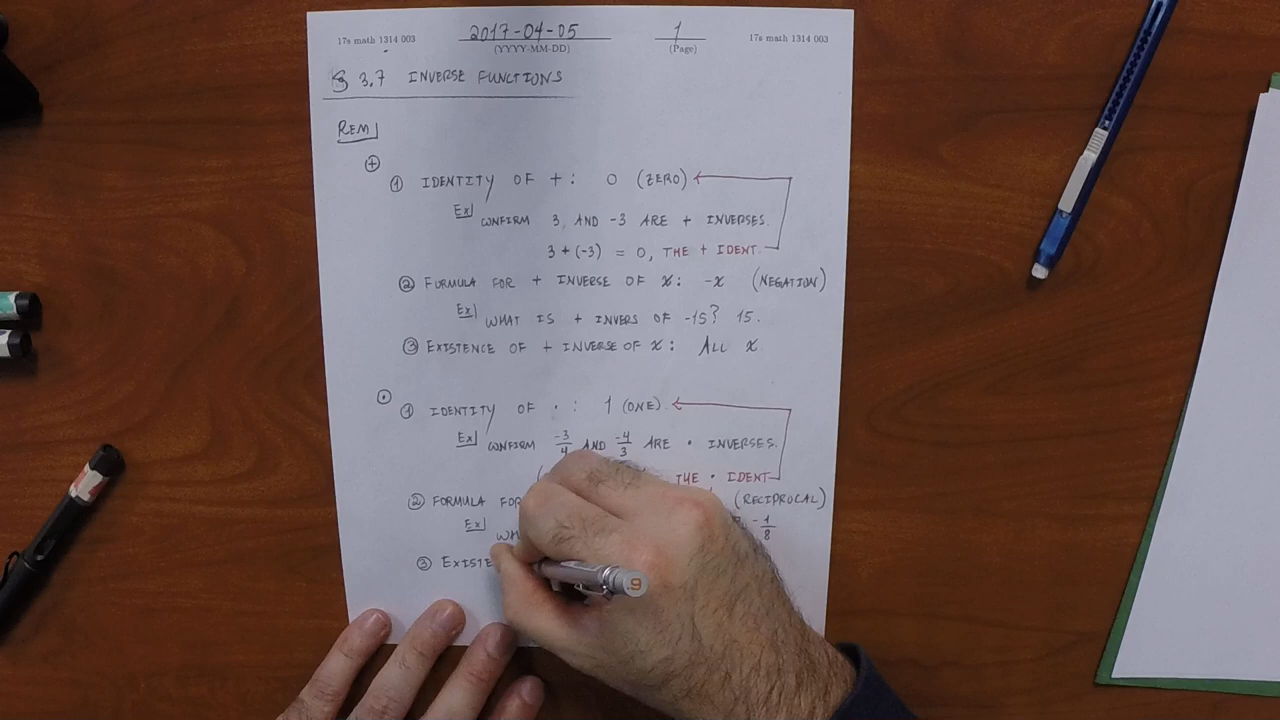 17s math 1314 003 2017-04-05 1 17s math 1314 003
(YYYY-MM-DD) (Page)
§ 3.7 INVERSE FUNCTIONS
REM
+
① IDENTITY OF + : 0 (ZERO)
Ex CONFIRM 3, AND -3 ARE + INVERSES.
3 + (-3) = 0, THE + IDENT.
② FORMULA FOR + INVERSE OF x: -x (NEGATION)
Ex WHAT IS + INVERS OF -15? 15.
③ EXISTENCE OF + INVERSE OF x: ALL x
·
① IDENTITY OF · : 1 (ONE)
Ex CONFIRM -3/4 AND -4/3 ARE · INVERSES.
THE · IDENT
② FORMULA FOR (RECIPROCAL)
Ex WH -1/8
③ EXISTE
.9